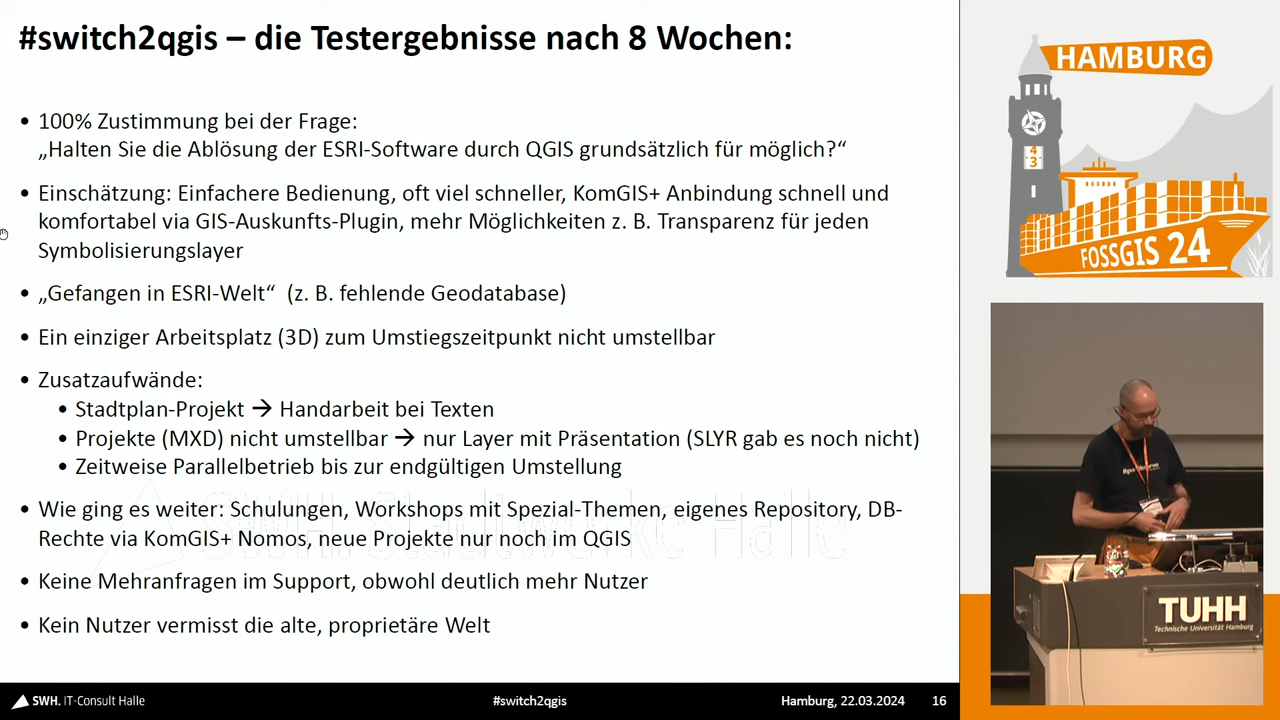 #switch2qgis – die Testergebnisse nach 8 Wochen:
• 100% Zustimmung bei der Frage:
„Halten Sie die Ablösung der ESRI-Software durch QGIS grundsätzlich für möglich?“
• Einschätzung: Einfachere Bedienung, oft viel schneller, KomGIS+ Anbindung schnell und
komfortabel via GIS-Auskunfts-Plugin, mehr Möglichkeiten z. B. Transparenz für jeden
Symbolisierungslayer
• „Gefangen in ESRI-Welt“ (z. B. fehlende Geodatabase)
• Ein einziger Arbeitsplatz (3D) zum Umstiegszeitpunkt nicht umstellbar
• Zusatzaufwände:
• Stadtplan-Projekt → Handarbeit bei Texten
• Projekte (MXD) nicht umstellbar → nur Layer mit Präsentation (SLYR gab es noch nicht)
• Zeitweise Parallelbetrieb bis zur endgültigen Umstellung
• Wie ging es weiter: Schulungen, Workshops mit Spezial-Themen, eigenes Repository, DB-
Rechte via KomGIS+ Nomos, neue Projekte nur noch im QGIS
• Keine Mehranfragen im Support, obwohl deutlich mehr Nutzer
• Kein Nutzer vermisst die alte, proprietäre Welt
SWH. Stadtwerke Halle
SWH. IT-Consult Halle
#switch2qgis
Hamburg, 22.03.2024
16
HAMBURG
4
3
FOSSGIS 24
TUHH
Technische Universität Hamburg